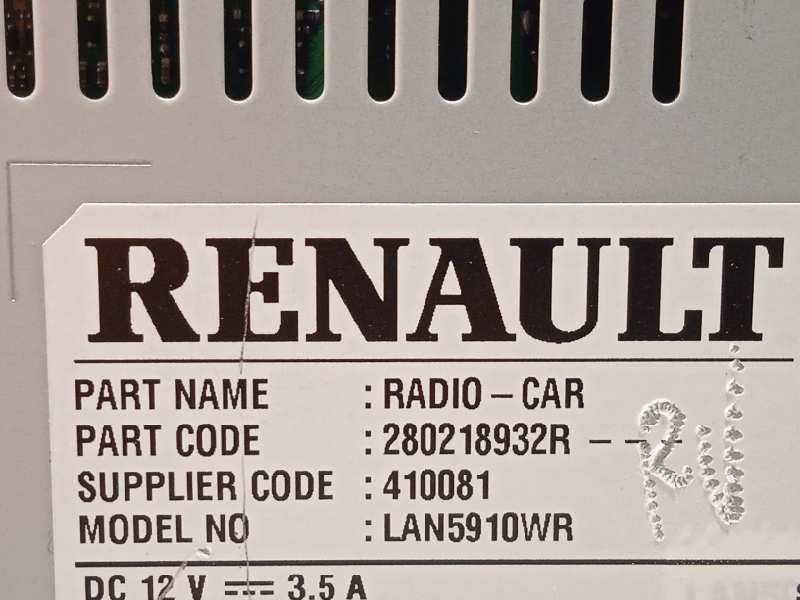 RENAULT
PART NAME : RADIO – CAR
PART CODE : 280218932R – – –
SUPPLIER CODE : 410081
MODEL NO : LAN5910WR
DC 12 V ⎓ 3.5 A